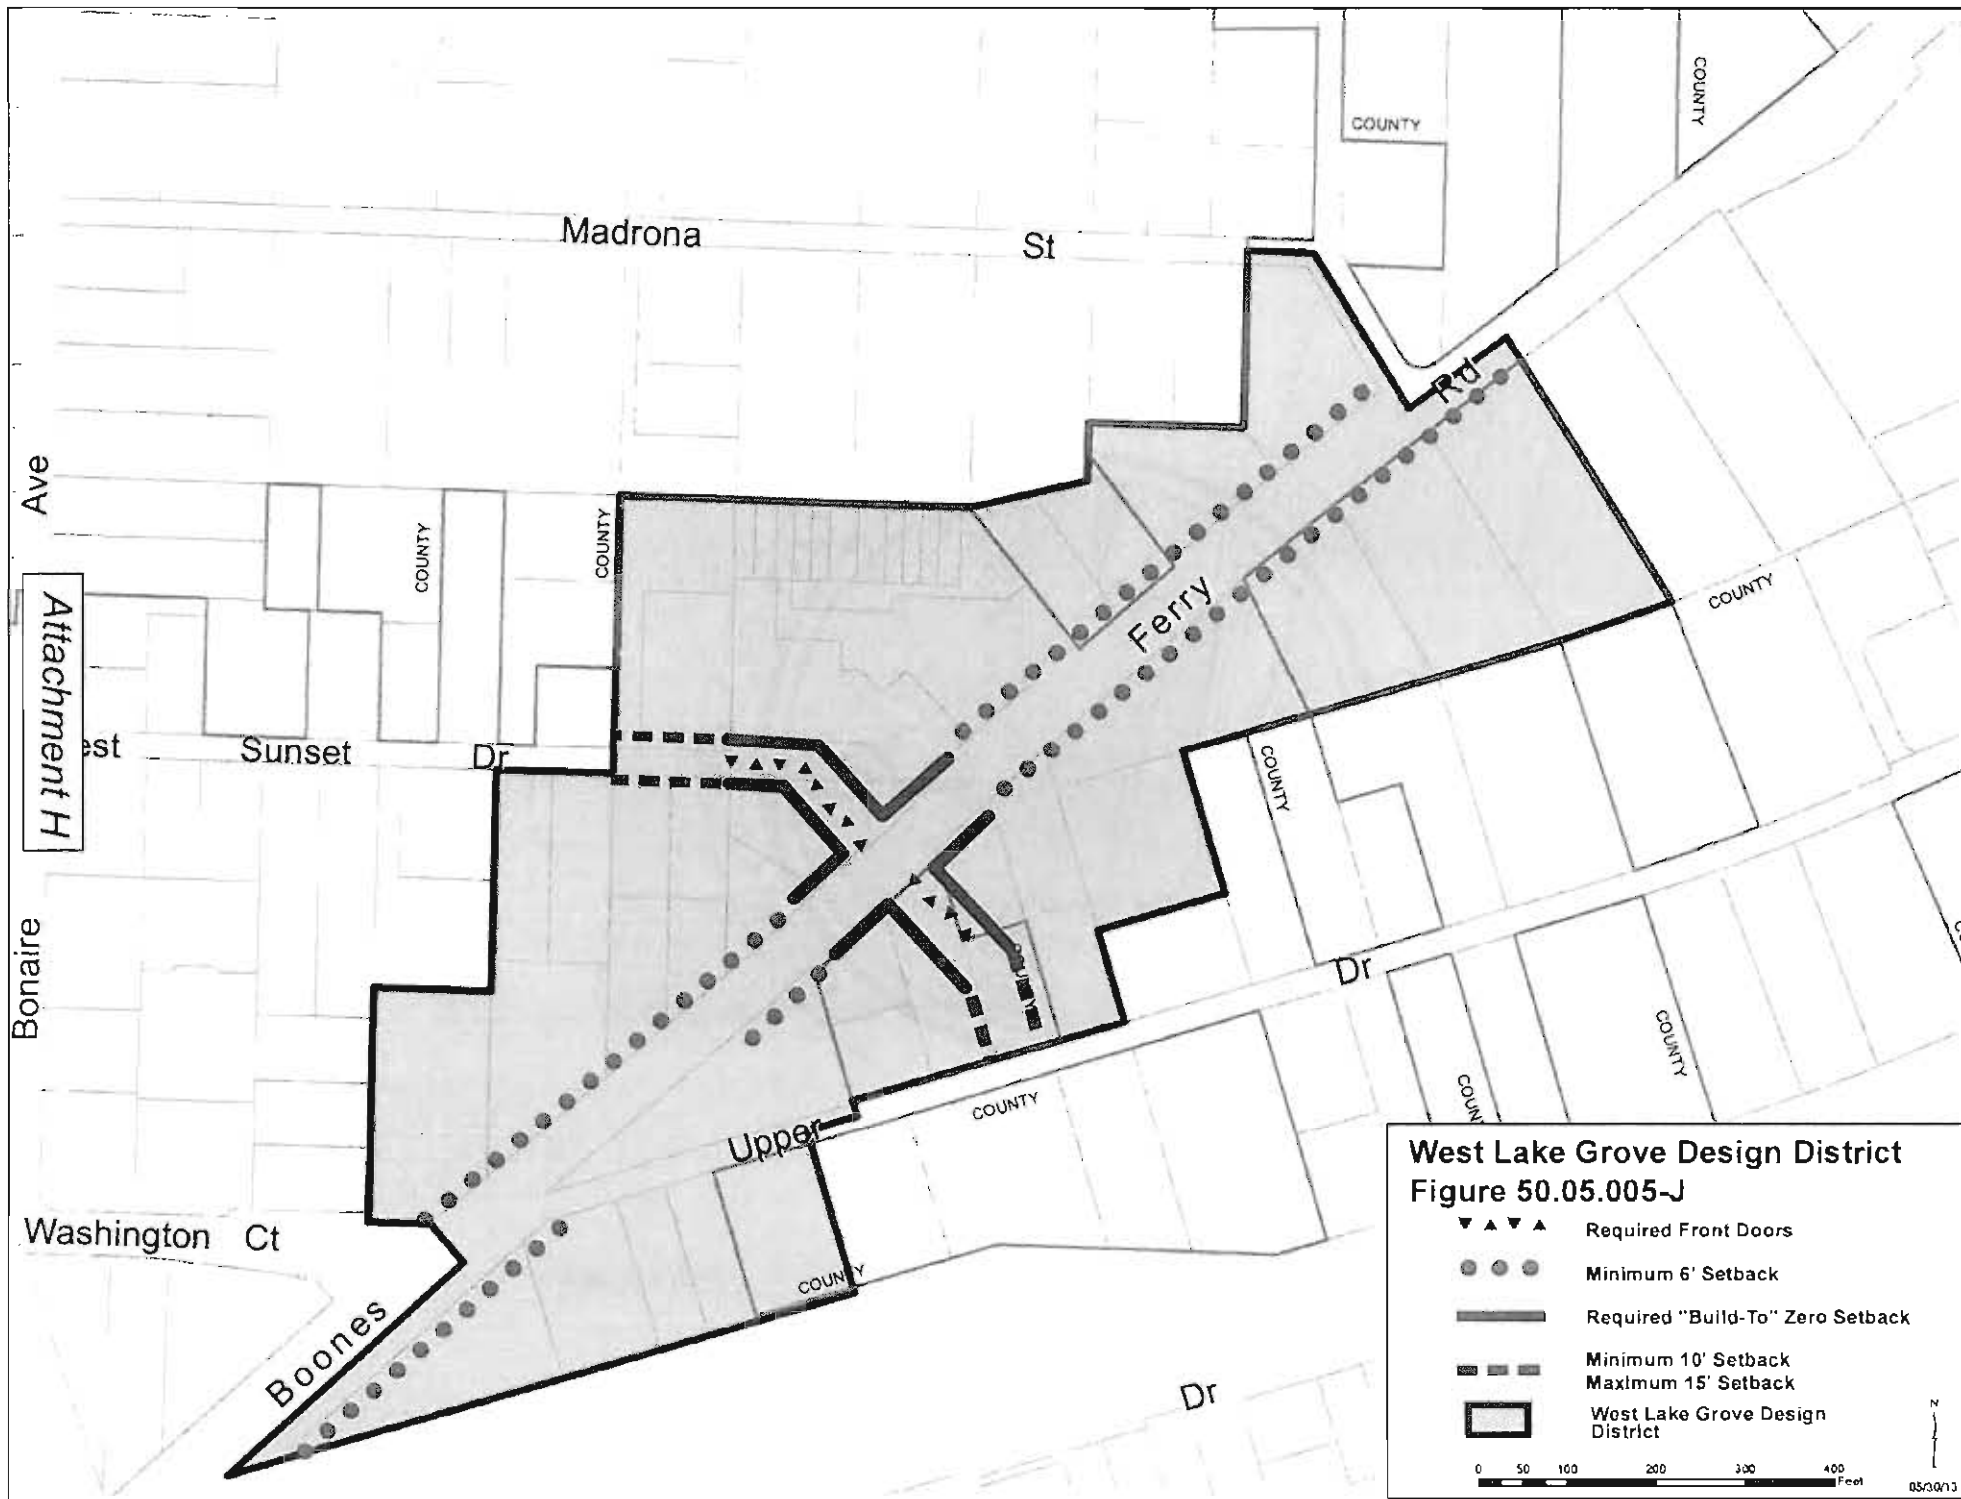 COUNTY
COUNTY
Madrona St
Rd
Ave
COUNTY
COUNTY
Ferry
COUNTY
Attachment H
est Sunset Dr
COUNTY
Bonaire
Dr
COUNTY
COUNTY
Upper
Washington Ct
COUNTY
Boones
Dr
West Lake Grove Design District
Figure 50.05.005-J
Required Front Doors
Minimum 6' Setback
Required "Build-To" Zero Setback
Minimum 10' Setback
Maximum 15' Setback
West Lake Grove Design
District
N
0 50 100 200 300 400
Feet
05/30/13